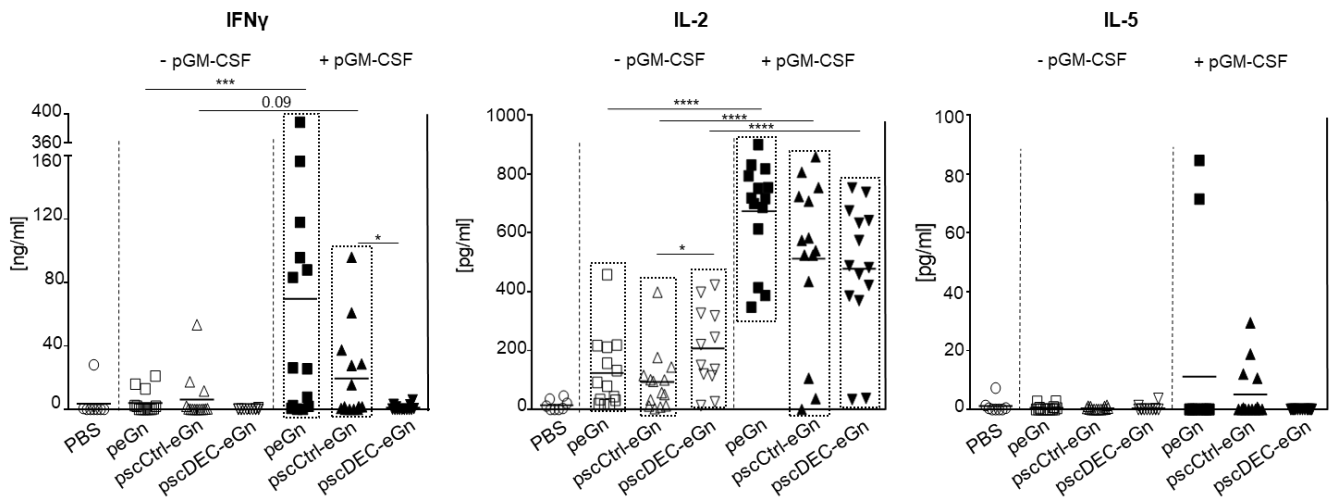 IFNγ
- pGM-CSF
+ pGM-CSF
***
0.09
*
[ng/ml]
400
360
160
120
80
40
0
PBS
peGn
pscCtrl-eGn
pscDEC-eGn
peGn
pscCtrl-eGn
pscDEC-eGn
IL-2
- pGM-CSF
+ pGM-CSF
****
****
****
*
[pg/ml]
1000
800
600
400
200
0
PBS
peGn
pscCtrl-eGn
pscDEC-eGn
peGn
pscCtrl-eGn
pscDEC-eGn
IL-5
- pGM-CSF
+ pGM-CSF
[pg/ml]
100
80
60
40
20
0
PBS
peGn
pscCtrl-eGn
pscDEC-eGn
peGn
pscCtrl-eGn
pscDEC-eGn